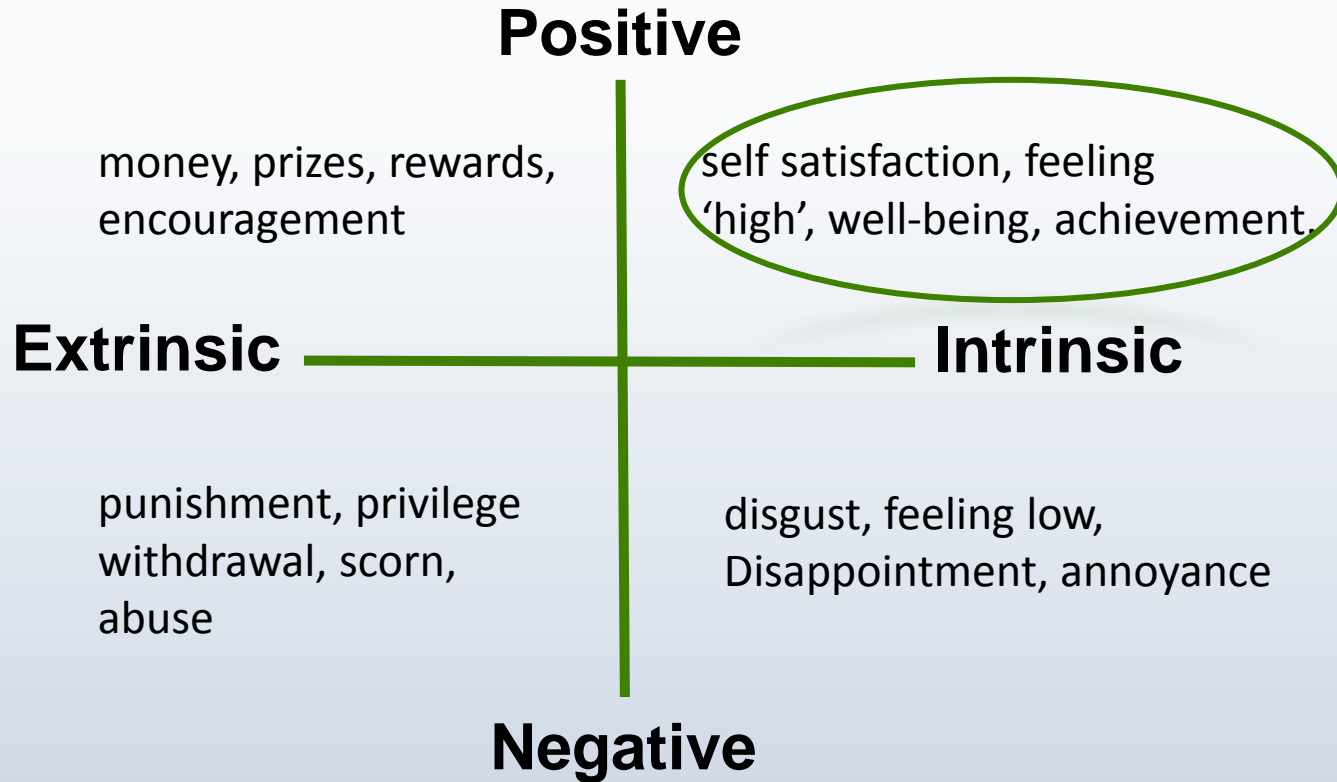 Positive
money, prizes, rewards,
encouragement
self satisfaction, feeling
‘high’, well-being, achievement.
Extrinsic
Intrinsic
punishment, privilege
withdrawal, scorn,
abuse
disgust, feeling low,
Disappointment, annoyance
Negative